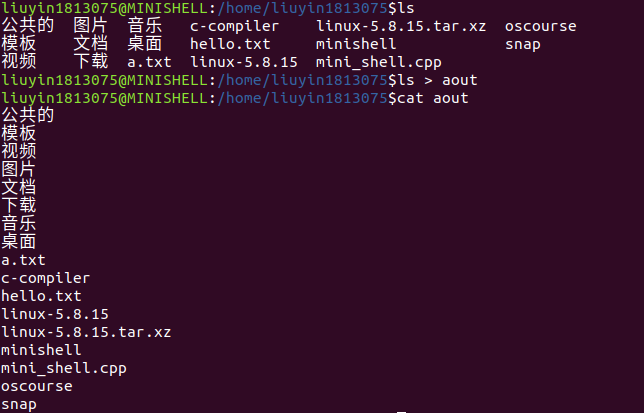 liuyin1813075@MINISHELL:/home/liuyin1813075$ls
公共的 图片 音乐 c-compiler linux-5.8.15.tar.xz oscourse
模板 文档 桌面 hello.txt minishell snap
视频 下载 a.txt linux-5.8.15 mini_shell.cpp
liuyin1813075@MINISHELL:/home/liuyin1813075$ls > aout
liuyin1813075@MINISHELL:/home/liuyin1813075$cat aout
公共的
模板
视频
图片
文档
下载
音乐
桌面
a.txt
c-compiler
hello.txt
linux-5.8.15
linux-5.8.15.tar.xz
minishell
mini_shell.cpp
oscourse
snap